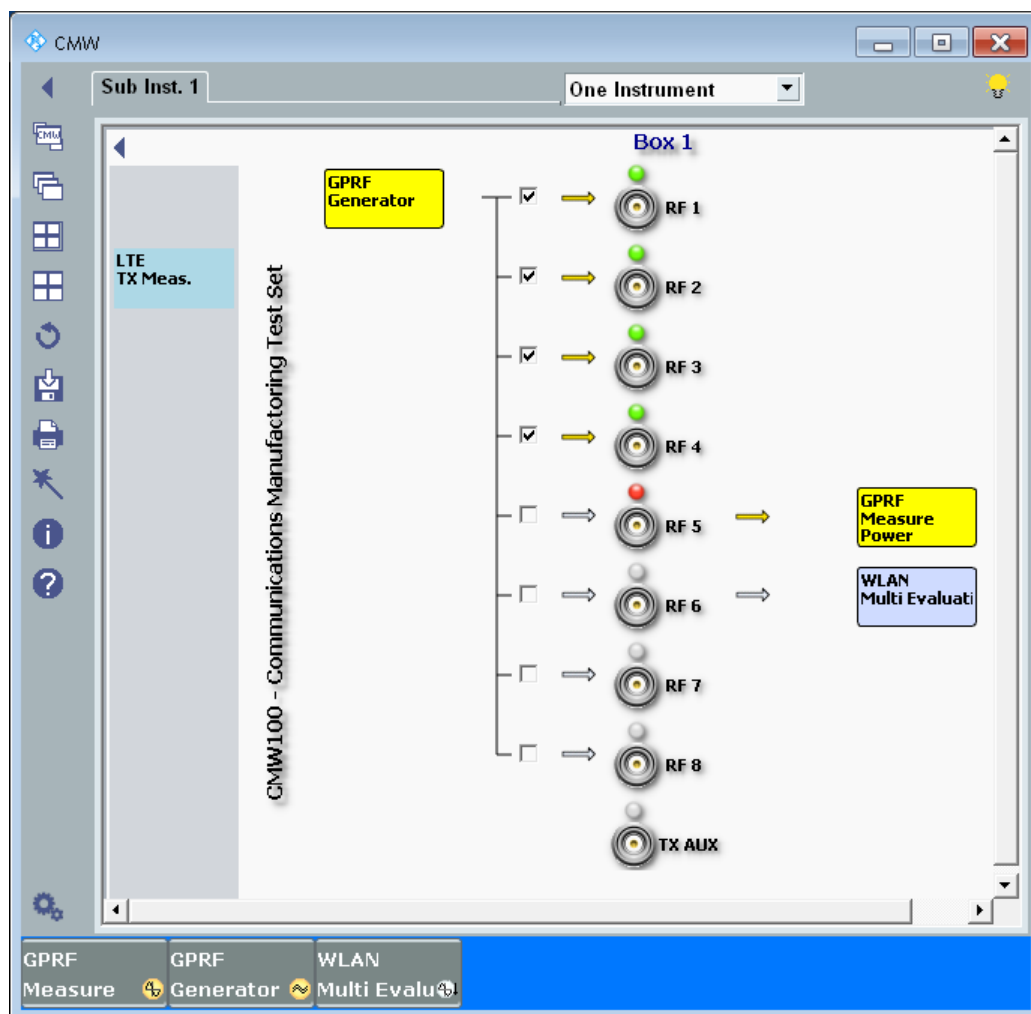 CMW
Sub Inst. 1
One Instrument
CMW
Box 1
GPRF
Generator
RF 1
LTE
TX Meas.
RF 2
RF 3
RF 4
CMW100 - Communications Manufactoring Test Set
RF 5
GPRF
Measure
Power
RF 6
WLAN
Multi Evaluati
RF 7
RF 8
TX AUX
GPRF
Measure
GPRF
Generator
WLAN
Multi Evalu